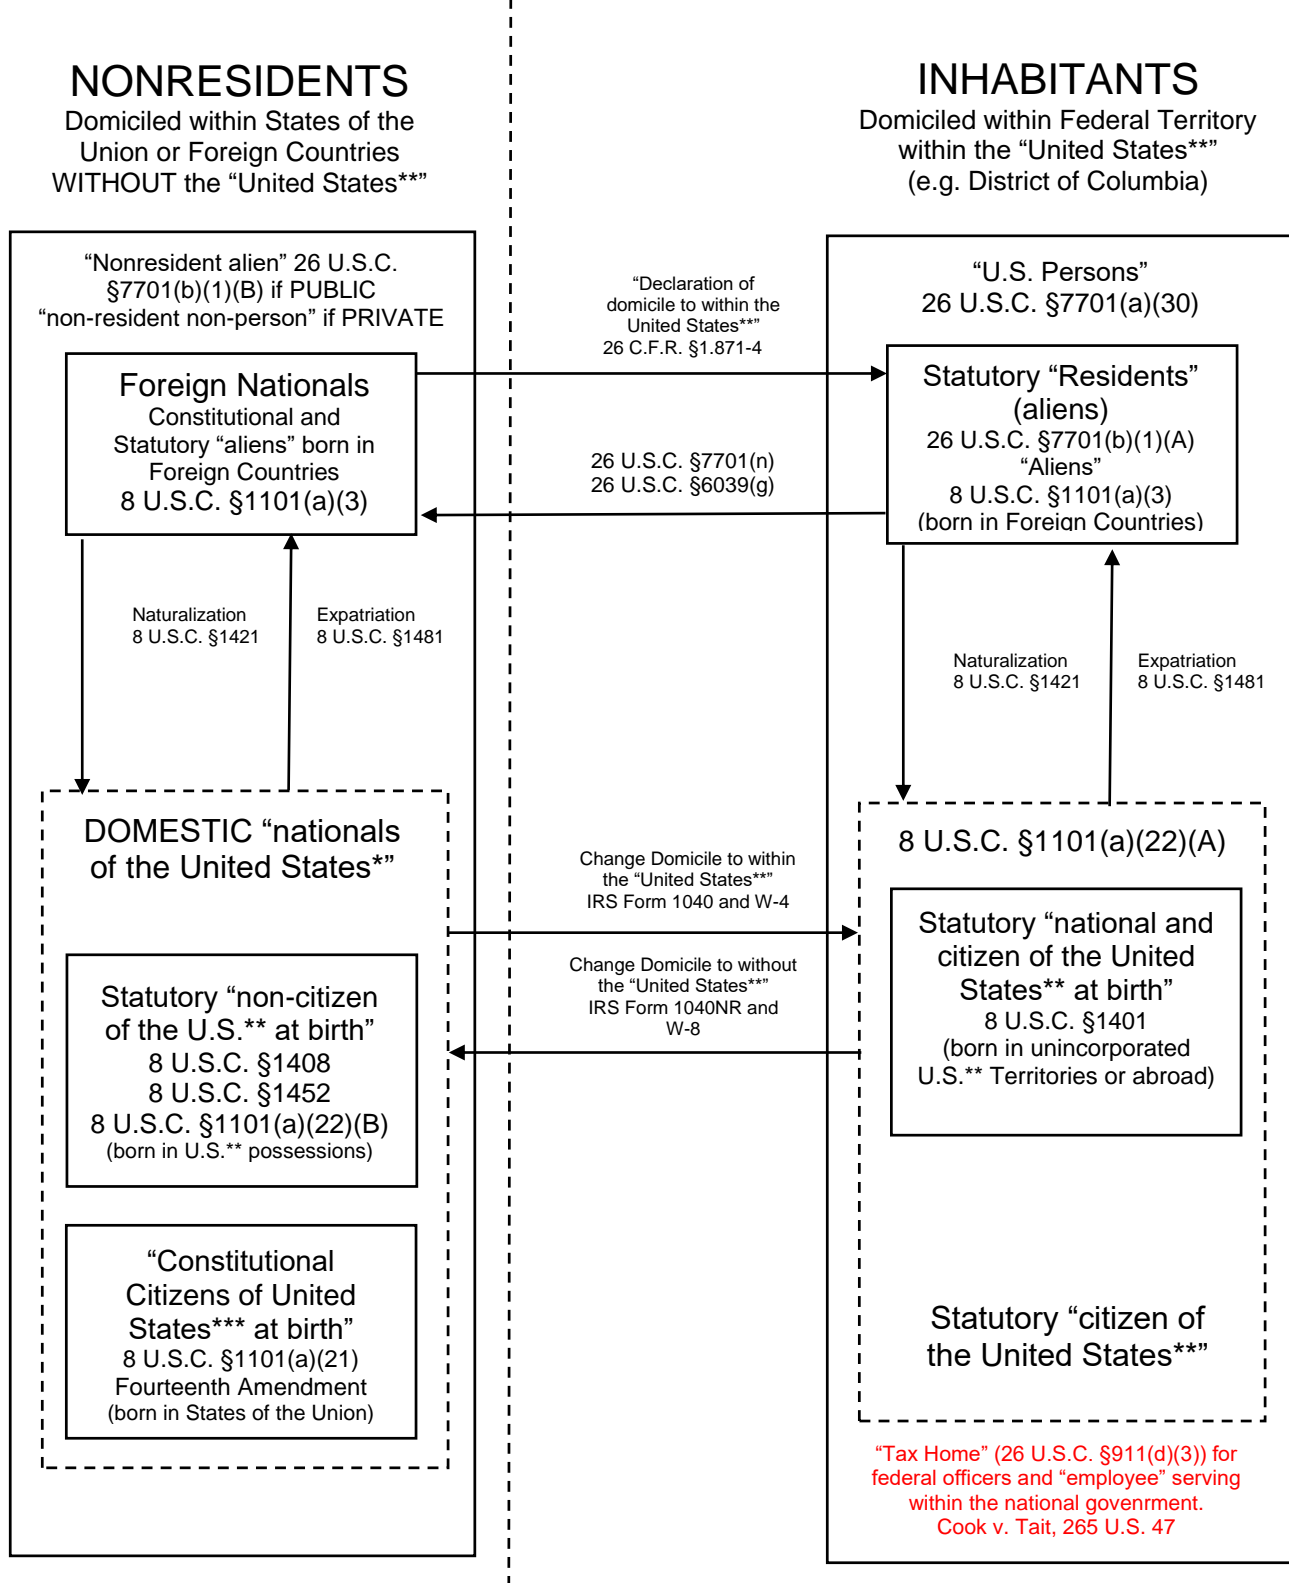 NONRESIDENTS
Domiciled within States of the
Union or Foreign Countries
WITHOUT the “United States**”
INHABITANTS
Domiciled within Federal Territory
within the “United States**”
(e.g. District of Columbia)
“Nonresident alien” 26 U.S.C.
§7701(b)(1)(B) if PUBLIC
“non-resident non-person” if PRIVATE
Foreign Nationals
Constitutional and
Statutory “aliens” born in
Foreign Countries
8 U.S.C. §1101(a)(3)
“Declaration of
domicile to within the
United States**”
26 C.F.R. §1.871-4
26 U.S.C. §7701(n)
26 U.S.C. §6039(g)
“U.S. Persons”
26 U.S.C. §7701(a)(30)
Statutory “Residents”
(aliens)
26 U.S.C. §7701(b)(1)(A)
“Aliens”
8 U.S.C. §1101(a)(3)
(born in Foreign Countries)
Naturalization
8 U.S.C. §1421
Expatriation
8 U.S.C. §1481
Naturalization
8 U.S.C. §1421
Expatriation
8 U.S.C. §1481
DOMESTIC “nationals
of the United States*”
Statutory “non-citizen
of the U.S.** at birth”
8 U.S.C. §1408
8 U.S.C. §1452
8 U.S.C. §1101(a)(22)(B)
(born in U.S.** possessions)
“Constitutional
Citizens of United
States*** at birth”
8 U.S.C. §1101(a)(21)
Fourteenth Amendment
(born in States of the Union)
Change Domicile to within
the “United States**”
IRS Form 1040 and W-4
Change Domicile to without
the “United States**”
IRS Form 1040NR and
W-8
8 U.S.C. §1101(a)(22)(A)
Statutory “national and
citizen of the United
States** at birth”
8 U.S.C. §1401
(born in unincorporated
U.S.** Territories or abroad)
Statutory “citizen of
the United States**”
“Tax Home” (26 U.S.C. §911(d)(3)) for
federal officers and “employee” serving
within the national govenrment.
Cook v. Tait, 265 U.S. 47